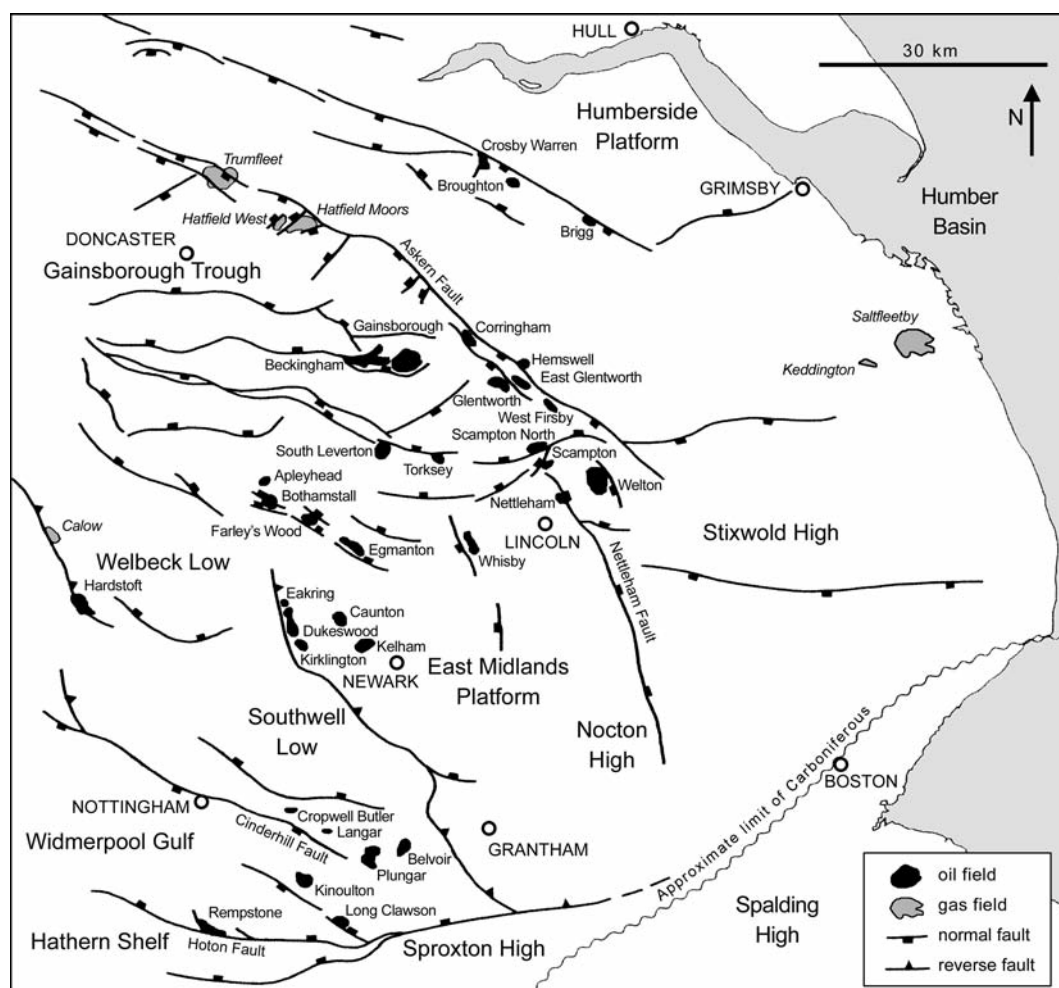 HULL
30 km
N
Humberside
Platform
Crosby Warren
Broughton
Trumfleet
GRIMSBY
Humber
Basin
Hatfield West
Hatfield Moors
Brigg
DONCASTER
Gainsborough Trough
Askern Fault
Saltfleetby
Gainsborough
Corringham
Beckingham
Hemswell
Keddington
East Glentworth
Glentworth
West Firsby
Scampton North
South Leverton
Scampton
Torksey
Apleyhead
Welton
Bothamstall
Nettleham
Farley's Wood
LINCOLN
Calow
Egmanton
Whisby
Stixwold High
Welbeck Low
Hardstoft
Nettleham Fault
Eakring
Caunton
Dukeswood
Kelham
Kirklington
NEWARK
East Midlands
Platform
Southwell
Low
Nocton
High
Approximate limit of Carboniferous
BOSTON
NOTTINGHAM
Cropwell Butler
Langar
Cinderhill Fault
GRANTHAM
Widmerpool Gulf
Belvoir
Plungar
Kinoulton
Rempstone
Long Clawson
Hathern Shelf
Hoton Fault
Sproxton High
Spalding
High
oil field
gas field
normal fault
reverse fault